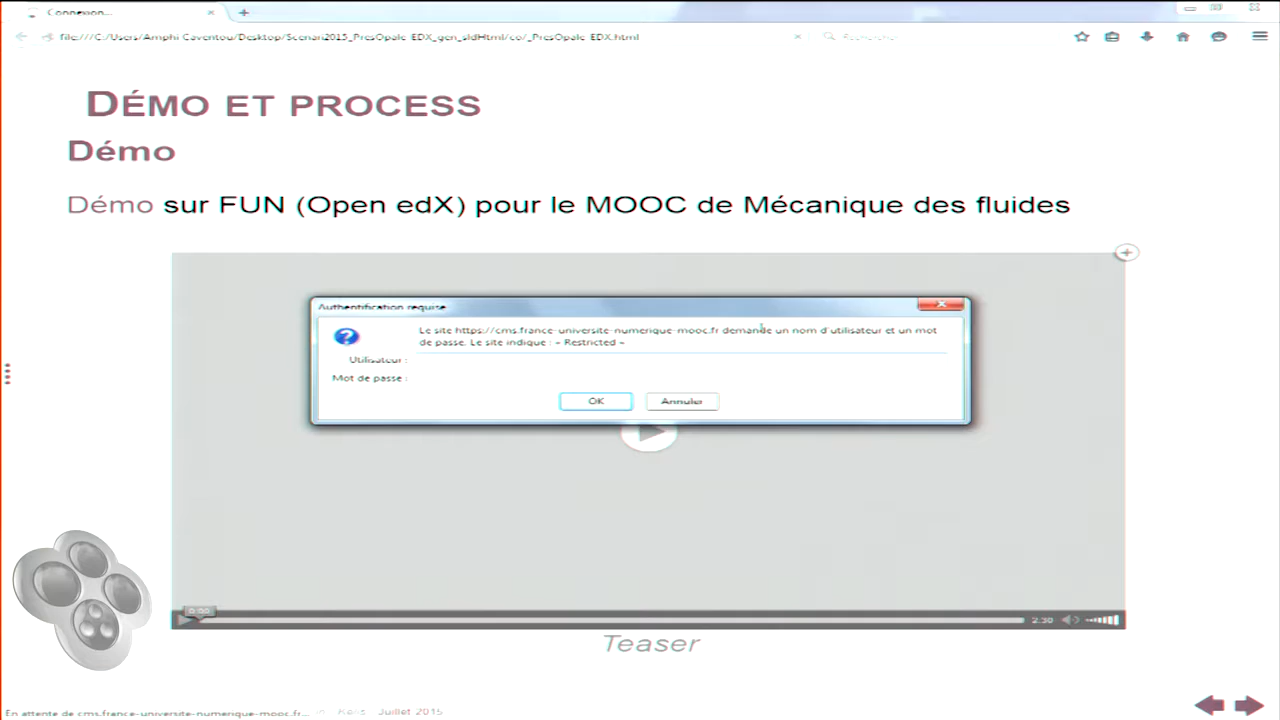 Connexion...
file:///C:/Users/Amphi Caventou/Desktop/Scenari2015_PresOpale-EDX_gen_sldHtml/co/_PresOpale-EDX.html
Rechercher
DÉMO ET PROCESS
Démo
Démo sur FUN (Open edX) pour le MOOC de Mécanique des fluides
Authentification requise
Le site https://cms.france-universite-numerique-mooc.fr demande un nom d'utilisateur et un mot
de passe. Le site indique : « Restricted »
Utilisateur :
Mot de passe :
OK Annuler
0:00
2:30
Teaser
En attente de cms.france-universite-numerique-mooc.fr... Juillet 2015